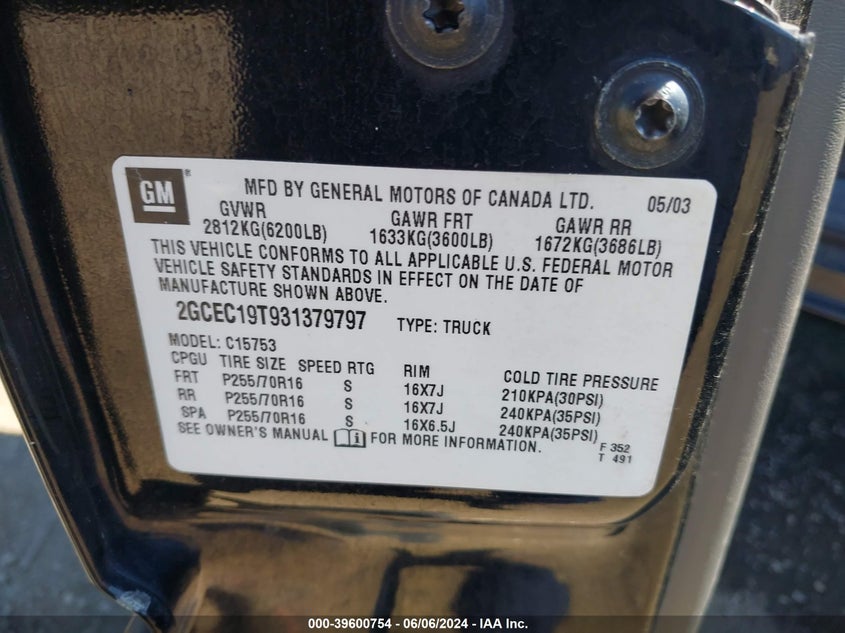 GM ® MFD BY GENERAL MOTORS OF CANADA LTD. 05/03
GVWR GAWR FRT GAWR RR
2812KG(6200LB) 1633KG(3600LB) 1672KG(3686LB)
THIS VEHICLE CONFORMS TO ALL APPLICABLE U.S. FEDERAL MOTOR
VEHICLE SAFETY STANDARDS IN EFFECT ON THE DATE OF
MANUFACTURE SHOWN ABOVE.
2GCEC19T931379797 TYPE: TRUCK
MODEL: C15753
CPGU TIRE SIZE SPEED RTG RIM COLD TIRE PRESSURE
FRT P255/70R16 S 16X7J 210KPA(30PSI)
RR P255/70R16 S 16X7J 240KPA(35PSI)
SPA P255/70R16 S 16X6.5J 240KPA(35PSI)
SEE OWNER'S MANUAL FOR MORE INFORMATION.
F 352
T 491
000-39600754 - 06/06/2024 - IAA Inc.